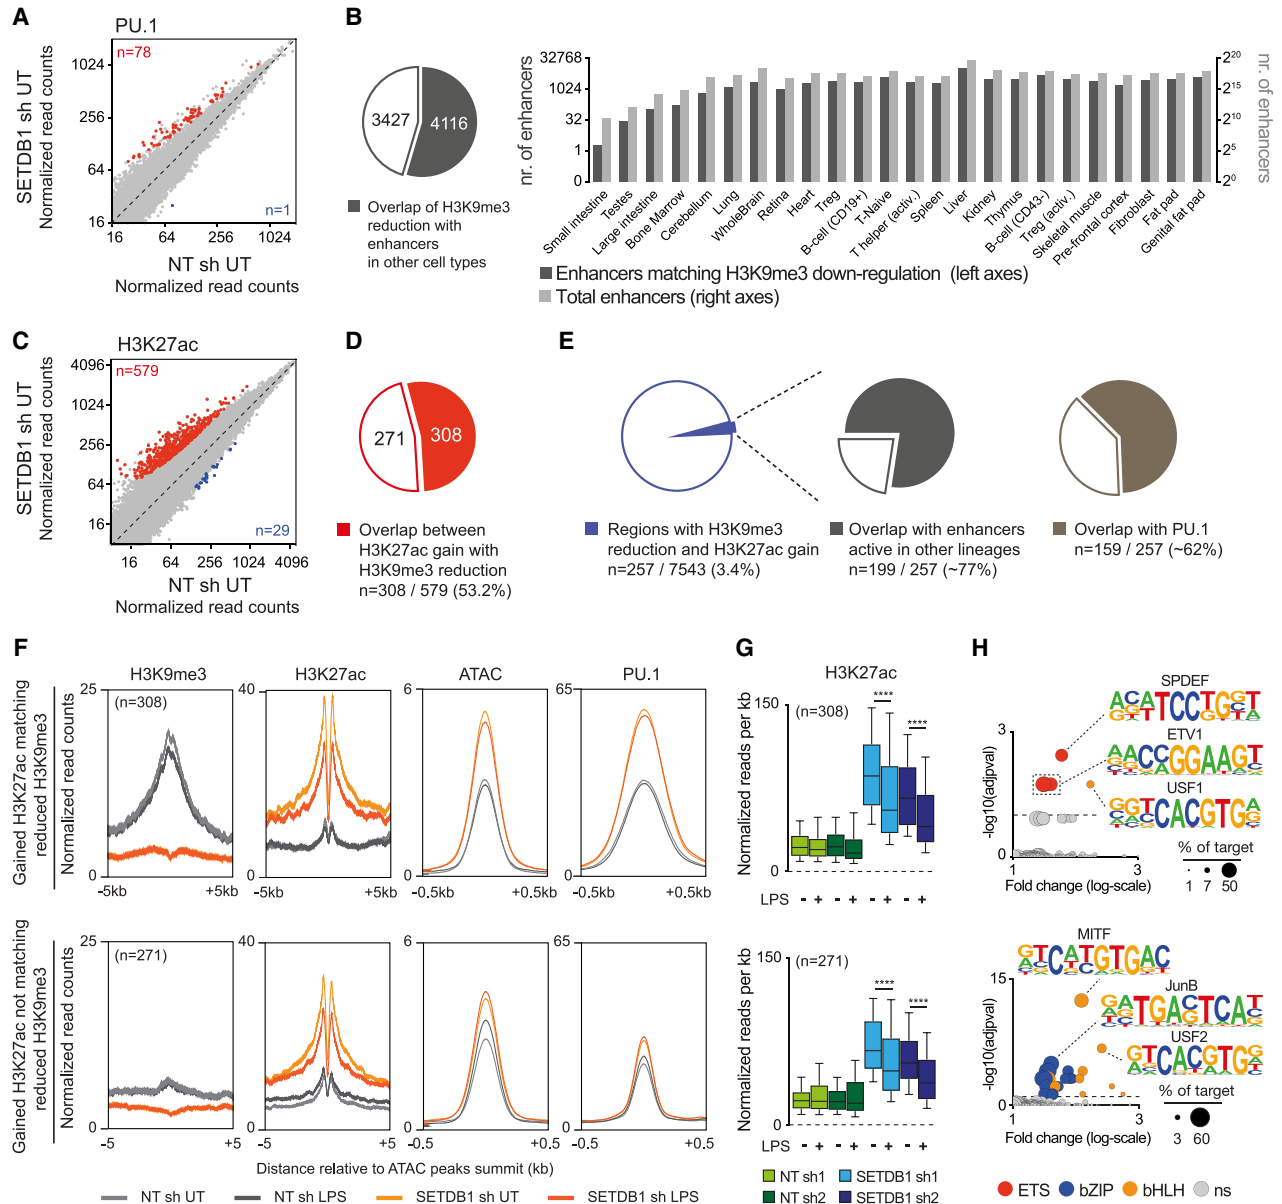 A
PU.1
SETDB1 sh UT
Normalized read counts
1024
256
64
16
n=78
n=1
16 64 256 1024
NT sh UT
Normalized read counts
B
3427
4116
Overlap of H3K9me3
reduction with
enhancers
in other cell types
nr. of enhancers
32768
1024
32
1
0
2^20
2^15
2^10
2^5
2^0
nr. of enhancers
Small intestine
Testes
Large intestine
Bone Marrow
Cerebellum
Lung
WholeBrain
Retina
Heart
Treg
B-cell (CD19+)
T-Naive
T helper (activ.)
Spleen
Liver
Kidney
Thymus
B-cell (CD43-)
Treg (activ.)
Skeletal muscle
Pre-frontal cortex
Fibroblast
Fat pad
Genital fat pad
Enhancers matching H3K9me3 down-regulation (left axes)
Total enhancers (right axes)
C
H3K27ac
SETDB1 sh UT
Normalized read counts
4096
1024
256
64
16
n=579
n=29
16 64 256 1024 4096
NT sh UT
Normalized read counts
D
271
308
Overlap between
H3K27ac gain with
H3K9me3 reduction
n=308 / 579 (53.2%)
E
Regions with H3K9me3
reduction and H3K27ac gain
n=257 / 7543 (3.4%)
Overlap with enhancers
active in other lineages
n=199 / 257 (~77%)
Overlap with PU.1
n=159 / 257 (~62%)
F
Gained H3K27ac matching
reduced H3K9me3
Normalized read counts
H3K9me3
25
(n=308)
0
-5kb +5kb
H3K27ac
40
0
-5kb +5kb
ATAC
6
0
-0.5kb +0.5kb
PU.1
65
0
-0.5kb +0.5kb
Gained H3K27ac not matching
reduced H3K9me3
Normalized read counts
25
(n=271)
0
-5 +5
40
0
-5 +5
6
0
-0.5 +0.5
65
0
-0.5 +0.5
Distance relative to ATAC peaks summit (kb)
NT sh UT
NT sh LPS
SETDB1 sh UT
SETDB1 sh LPS
G
H3K27ac
Normalized reads per kb
150
(n=308)
****
****
0
LPS - + - + - + - +
Normalized reads per kb
150
(n=271)
****
****
0
LPS - + - + - + - +
NT sh1
SETDB1 sh1
NT sh2
SETDB1 sh2
H
-log10(adjpval)
3
0
1 3
Fold change (log-scale)
SPDEF
ETV1
USF1
% of target
1 7 50
-log10(adjpval)
15
0
1 3
Fold change (log-scale)
MITF
JunB
USF2
% of target
3 60
ETS
bZIP
bHLH
ns